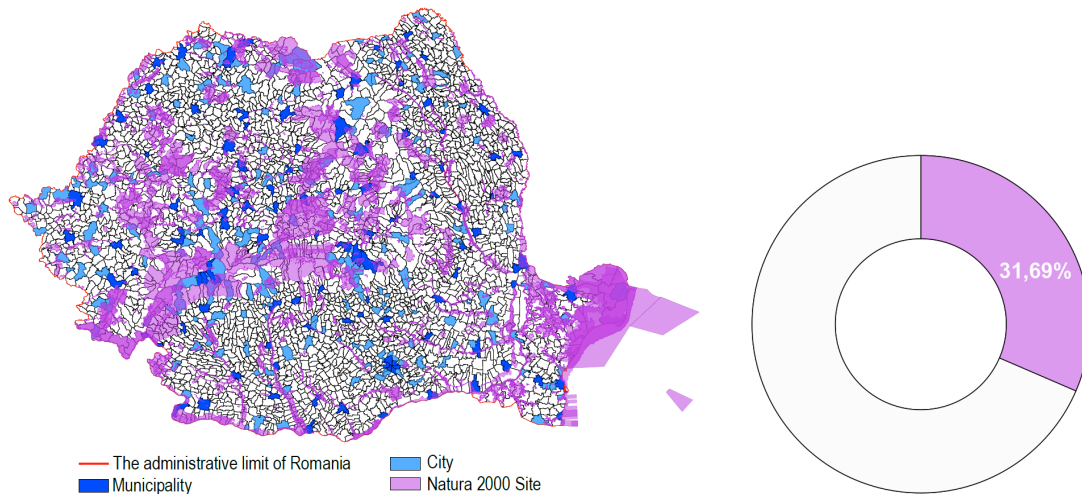 31,69%
The administrative limit of Romania
City
Municipality
Natura 2000 Site